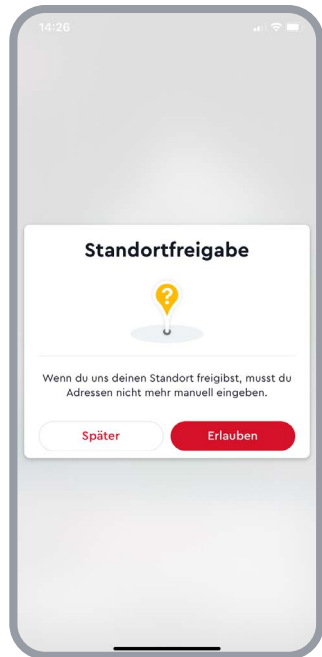 14:26
Standortfreigabe
?
Wenn du uns deinen Standort freigibst, musst du
Adressen nicht mehr manuell eingeben.
Später Erlauben